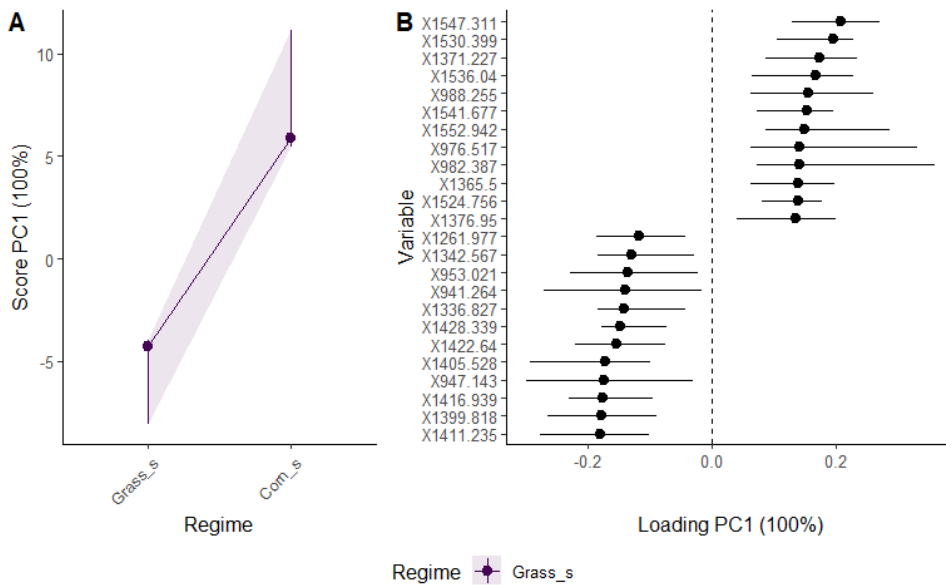 A
Score PC1 (100%)
10
5
0
-5
Grass_s
Corn_s
Regime
B
Variable
X1547.311
X1530.399
X1371.227
X1536.04
X988.255
X1541.677
X1552.942
X976.517
X982.387
X1365.5
X1524.756
X1376.95
X1261.977
X1342.567
X953.021
X941.264
X1336.827
X1428.339
X1422.64
X1405.528
X947.143
X1416.939
X1399.818
X1411.235
-0.2
0.0
0.2
Loading PC1 (100%)
Regime
Grass_s